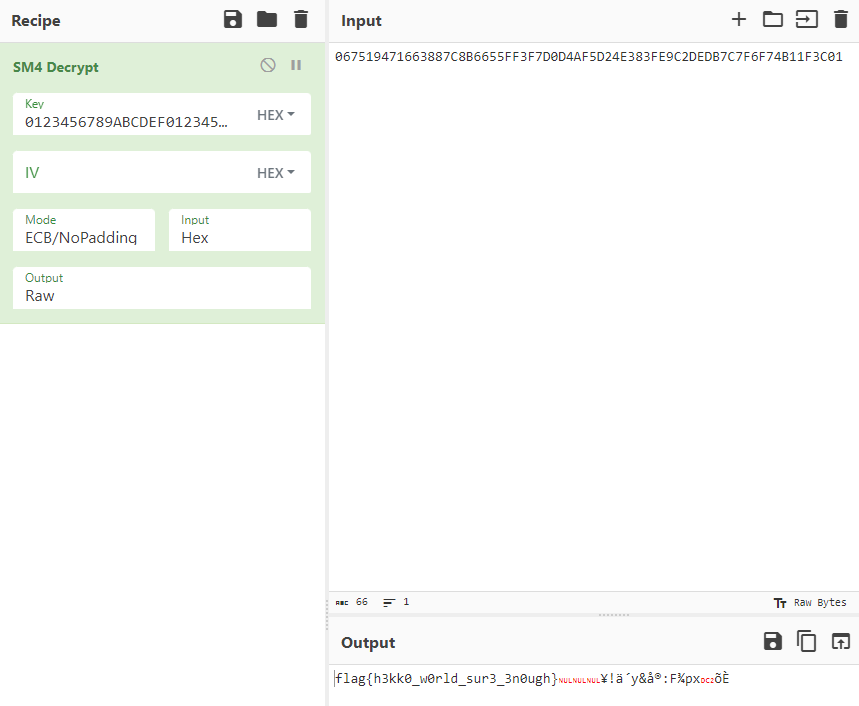 Recipe
SM4 Decrypt
Key
0123456789ABCDEF012345…
HEX
IV
HEX
Mode
ECB/NoPadding
Input
Hex
Output
Raw
Input
067519471663887C8B6655FF3F7D0D4AF5D24E383FE9C2DEDB7C7F6F74B11F3C01
ABC 66
1
Tт Raw Bytes
Output
flag{h3kk0_w0rld_sur3_3n0ugh}NULNULNUL¥!ä´y&å®:F¾pxDC2õÈ